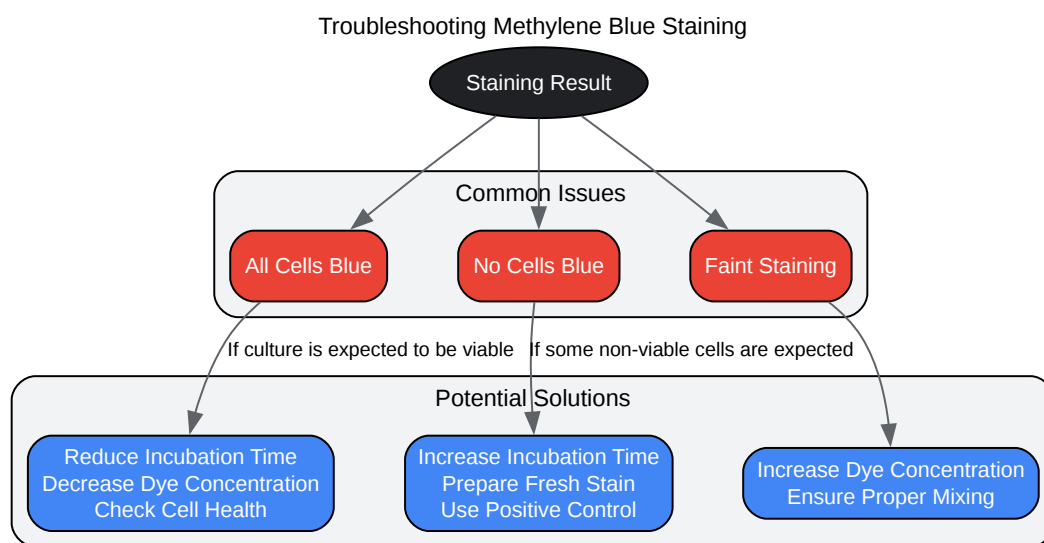 Troubleshooting Methylene Blue Staining
Staining Result
Common Issues
All Cells Blue
No Cells Blue
Faint Staining
If culture is expected to be viable
If some non-viable cells are expected
Potential Solutions
Reduce Incubation Time
Decrease Dye Concentration
Check Cell Health
Increase Incubation Time
Prepare Fresh Stain
Use Positive Control
Increase Dye Concentration
Ensure Proper Mixing